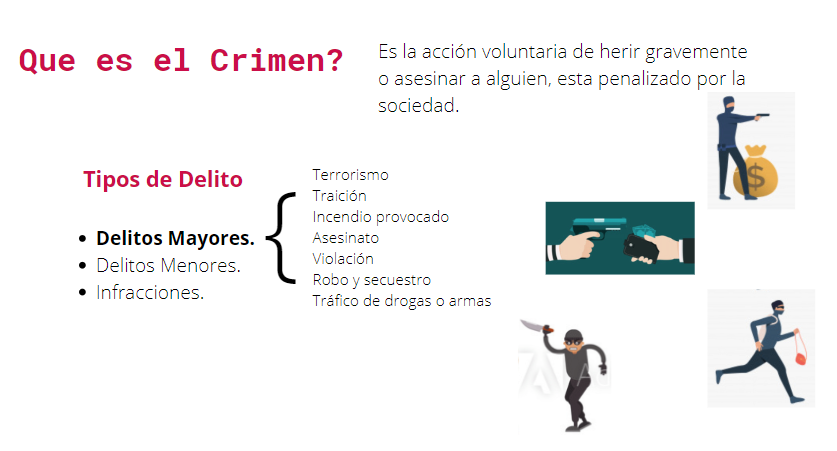 Que es el Crimen?
Es la acción voluntaria de herir gravemente
o asesinar a alguien, esta penalizado por la
sociedad.
Tipos de Delito
• Delitos Mayores.
• Delitos Menores.
• Infracciones.
Terrorismo
Traición
Incendio provocado
Asesinato
Violación
Robo y secuestro
Tráfico de drogas o armas
$